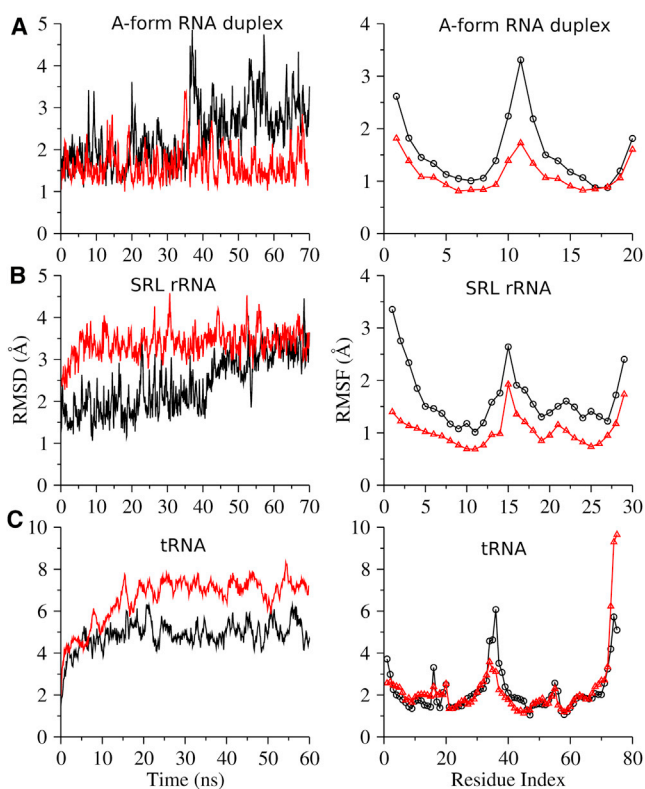 A
A-form RNA duplex
A-form RNA duplex
5
4
3
2
1
0
0 10 20 30 40 50 60 70
4
3
2
1
0
0 5 10 15 20
B
SRL rRNA
SRL rRNA
RMSD (Å)
5
4
3
2
1
0
0 10 20 30 40 50 60 70
RMSF (Å)
4
3
2
1
0
0 5 10 15 20 25 30
C
tRNA
tRNA
10
8
6
4
2
0
0 10 20 30 40 50 60
Time (ns)
10
8
6
4
2
0
0 20 40 60 80
Residue Index